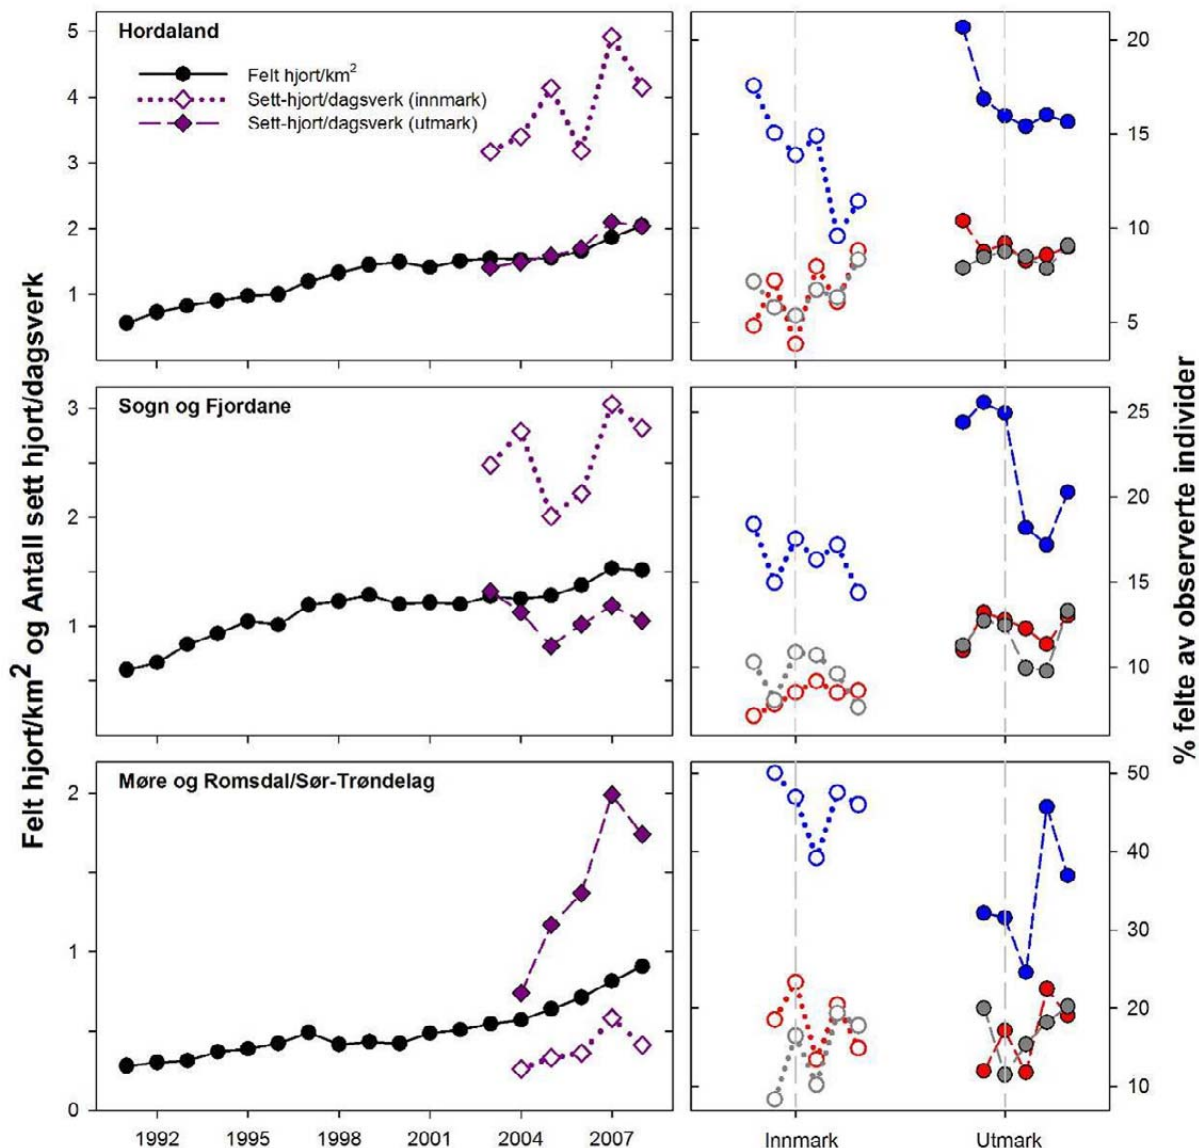 Felt hjort/km² og Antall sett hjort/dagsverk
Hordaland
Felt hjort/km²
Sett-hjort/dagsverk (innmark)
Sett-hjort/dagsverk (utmark)
5
4
3
2
1
20
15
10
5
Sogn og Fjordane
3
2
1
25
20
15
10
Møre og Romsdal/Sør-Trøndelag
2
1
0
50
40
30
20
10
1992 1995 1998 2001 2004 2007 Innmark Utmark
% felte av observerte individer